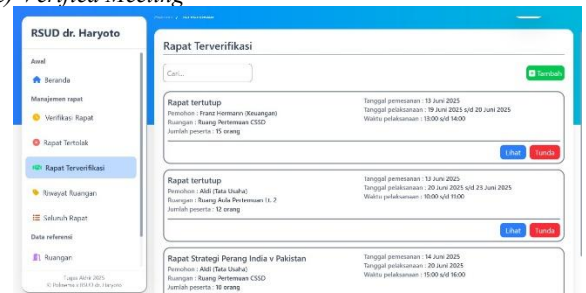 Verified Meeting
RSUD dr. Haryoto
Awal
Beranda
Manajemen rapat
Verifikasi Rapat
Rapat Tertolak
Rapat Terverifikasi
Riwayat Ruangan
Seluruh Rapat
Data referensi
Ruangan
Tugas Akhir 2025
Rapat Terverifikasi
Cari...
Tambah
Rapat tertutup
Pemohon : Franz Hermann (Keuangan)
Ruangan : Ruang Pertemuan CSSD
Jumlah peserta : 15 orang
Tanggal pemesanan : 13 Juni 2025
Tanggal pelaksanaan : 19 Juni 2025 s/d 20 Juni 2025
Waktu pelaksanaan : 13:00 s/d 14:00
Lihat
Tunda
Rapat tertutup
Pemohon : Aldi (Tata Usaha)
Ruangan : Ruang Aula Pertemuan Lt. 2
Jumlah peserta : 12 orang
Tanggal pemesanan : 13 Juni 2025
Tanggal pelaksanaan : 20 Juni 2025 s/d 23 Juni 2025
Waktu pelaksanaan : 10:00 s/d 11:00
Lihat
Tunda
Rapat Strategi Perang India v Pakistan
Pemohon : Aldi (Tata Usaha)
Ruangan : Ruang Pertemuan CSSD
Jumlah peserta : 10 orang
Tanggal pemesanan : 14 Juni 2025
Tanggal pelaksanaan : 20 Juni 2025
Waktu pelaksanaan : 15:00 s/d 16:00